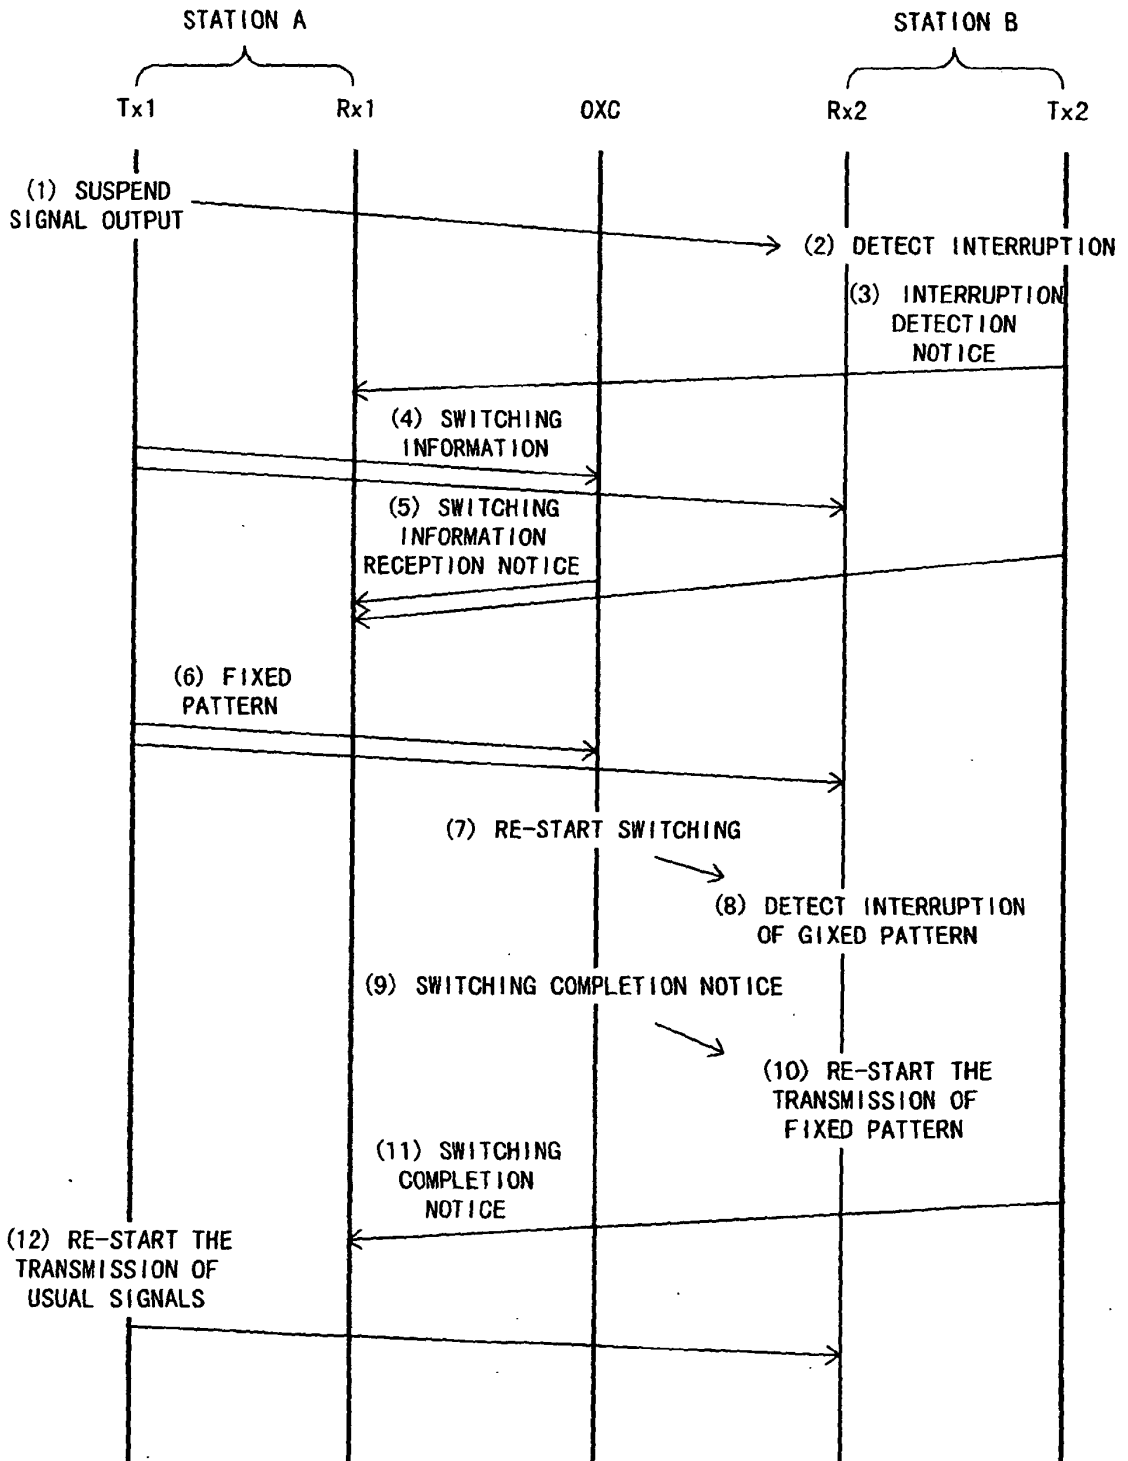 STATION A
STATION B
Tx1
Rx1
OXC
Rx2
Tx2
(1) SUSPEND
SIGNAL OUTPUT
(2) DETECT INTERRUPTION
(3) INTERRUPTION
DETECTION
NOTICE
(4) SWITCHING
INFORMATION
(5) SWITCHING
INFORMATION
RECEPTION NOTICE
(6) FIXED
PATTERN
(7) RE-START SWITCHING
(8) DETECT INTERRUPTION
OF GIXED PATTERN
(9) SWITCHING COMPLETION NOTICE
(10) RE-START THE
TRANSMISSION OF
FIXED PATTERN
(11) SWITCHING
COMPLETION
NOTICE
(12) RE-START THE
TRANSMISSION OF
USUAL SIGNALS